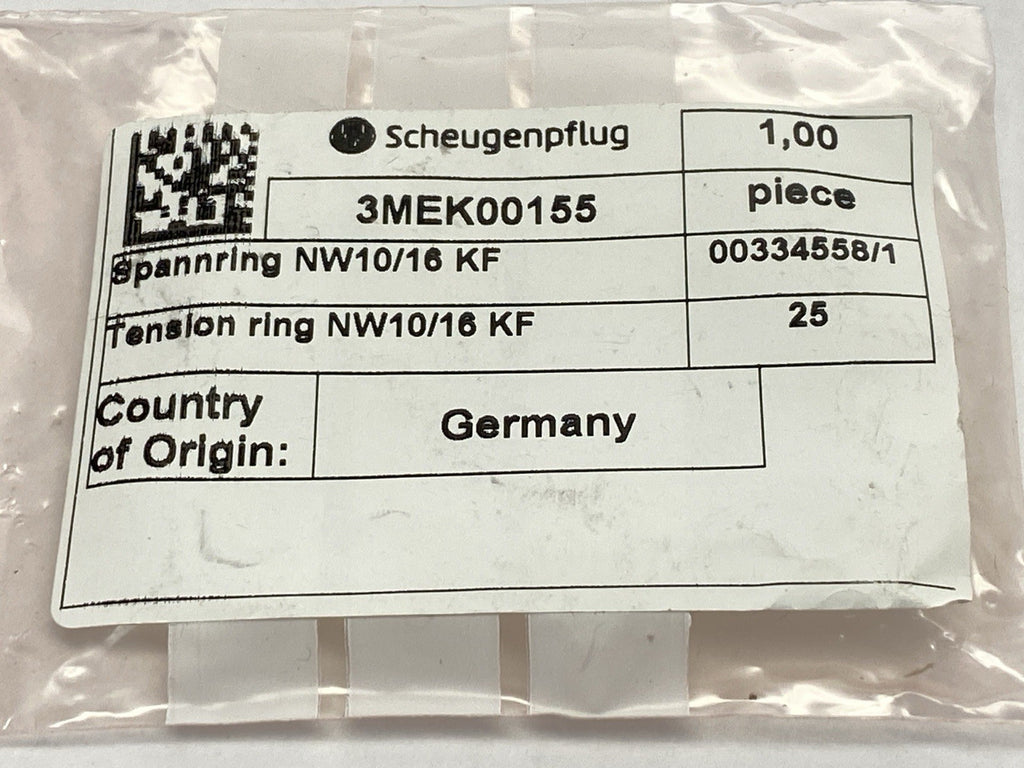 Scheugenpflug
1,00
3MEK00155
piece
Spannring NW10/16 KF
00334558/1
Tension ring NW10/16 KF
25
Country
of Origin:
Germany